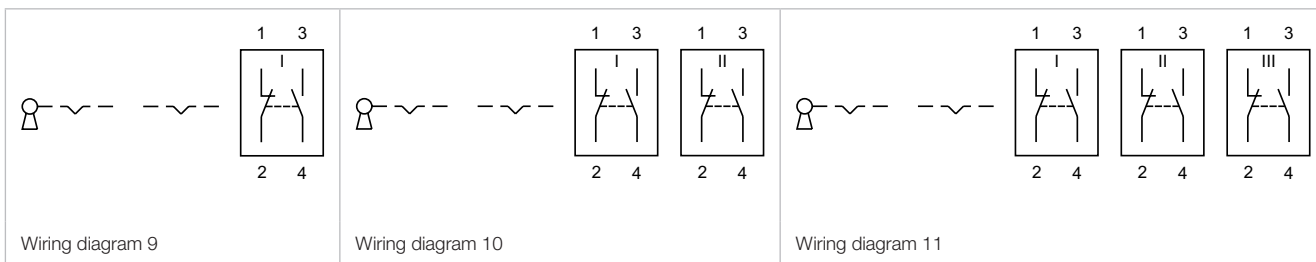 1 3 1 3 1 3 1 3 1 3 1 3
I I II I II III
2 4 2 4 2 4 2 4 2 4 2 4
Wiring diagram 9 Wiring diagram 10 Wiring diagram 11